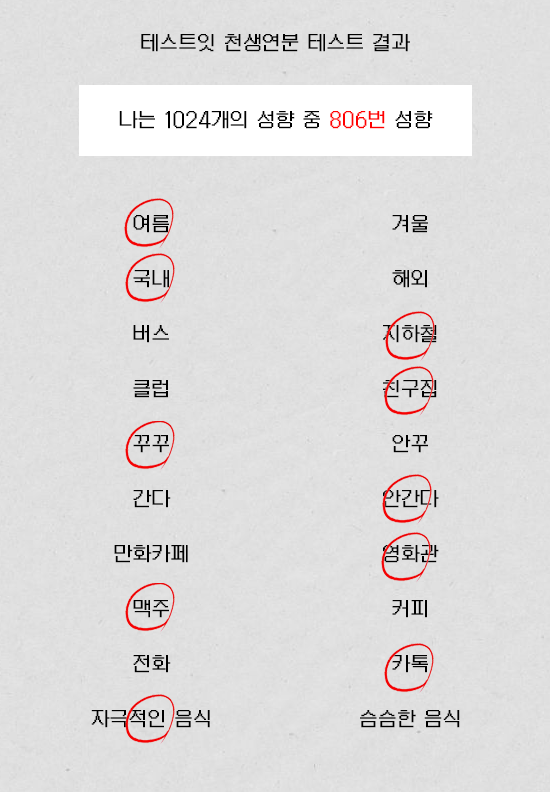 테스트잇 천생연분 테스트 결과
나는 1024개의 성향 중 806번 성향
여름 겨울
국내 해외
버스 지하철
클럽 친구집
꾸꾸 안꾸
간다 안간다
만화카페 영화관
맥주 커피
전화 카톡
자극적인 음식 슴슴한 음식